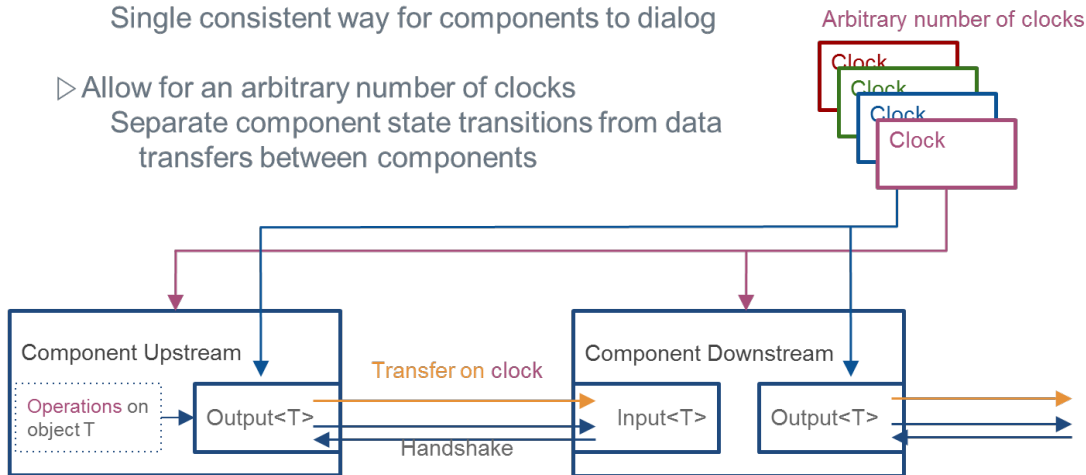 Single consistent way for components to dialog
Arbitrary number of clocks
▷ Allow for an arbitrary number of clocks
Separate component state transitions from data
transfers between components
Clock
Clock
Clock
Clock
Component Upstream
Operations on
object T
Output<T>
Transfer on clock
Handshake
Component Downstream
Input<T>
Output<T>